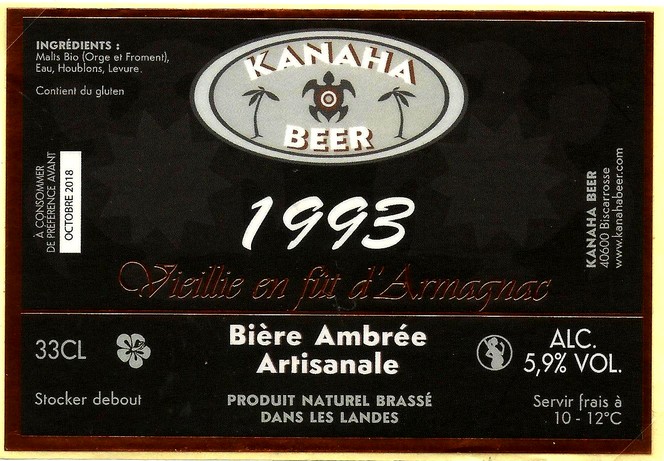 INGRÉDIENTS :
Malts Bio (Orge et Froment),
Eau, Houblons, Levure.
Contient du gluten
KANAHA
BEER
À CONSOMMER
DE PRÉFÉRENCE AVANT
OCTOBRE 2018
KANAHA BEER
40600 Biscarrosse
www.kanahabeer.com
1993
Vieillie en fût d'Armagnac
33CL
Bière Ambrée
Artisanale
ALC.
5,9% VOL.
Stocker debout
PRODUIT NATUREL BRASSÉ
DANS LES LANDES
Servir frais à
10 - 12°C